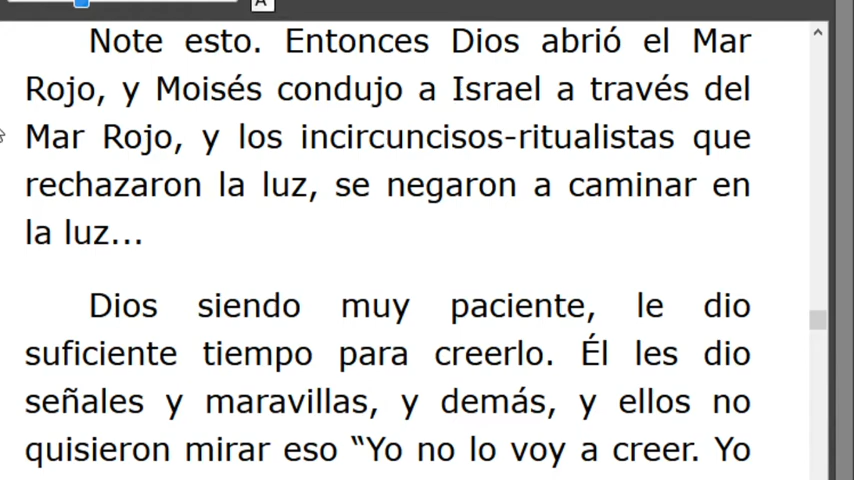 A
Note esto. Entonces Dios abrió el Mar
Rojo, y Moisés condujo a Israel a través del
Mar Rojo, y los incircuncisos-ritualistas que
rechazaron la luz, se negaron a caminar en
la luz...
Dios siendo muy paciente, le dio
suficiente tiempo para creerlo. Él les dio
señales y maravillas, y demás, y ellos no
quisieron mirar eso “Yo no lo voy a creer. Yo